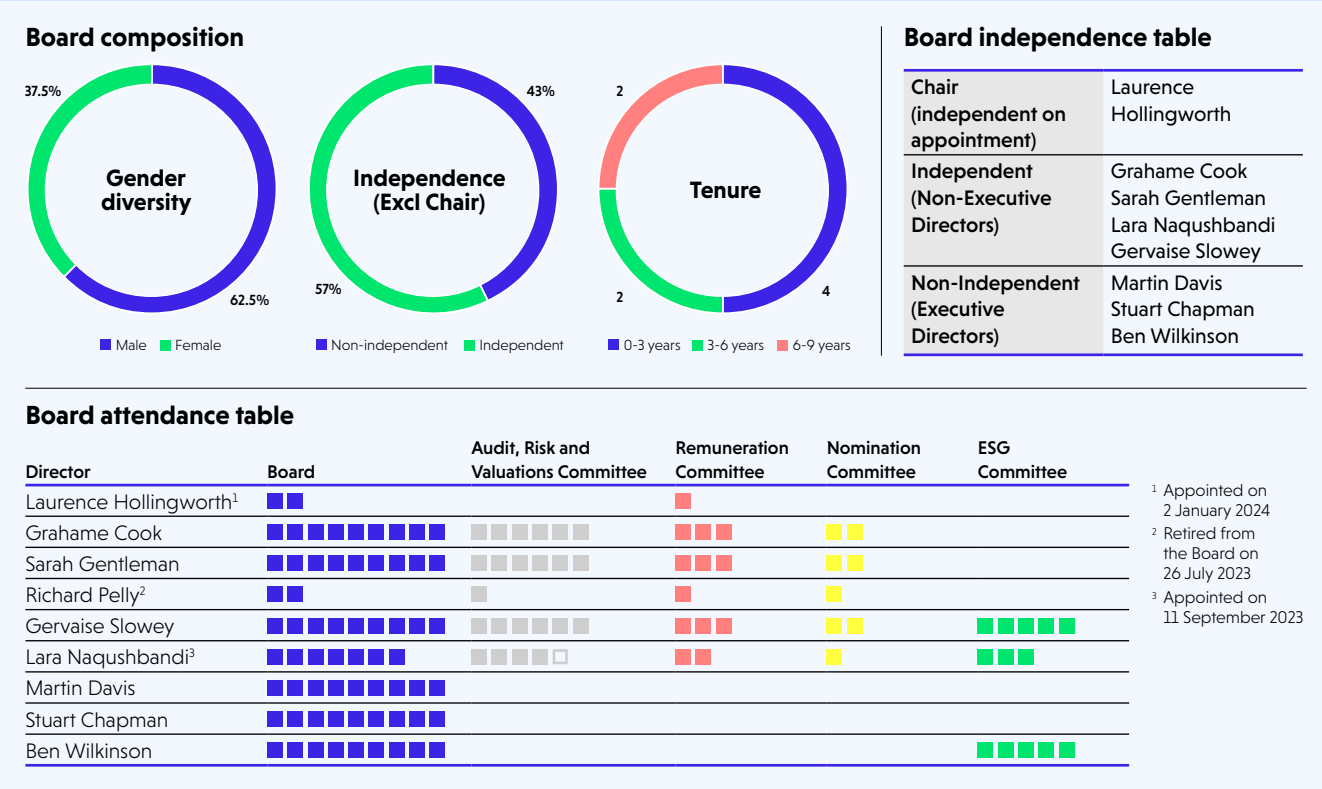 Board composition
37.5%
Gender
diversity
62.5%
Male Female
43%
Independence
(Excl Chair)
57%
Non-independent Independent
2
Tenure
2
4
0-3 years 3-6 years 6-9 years
Board independence table
Chair
(independent on
appointment)
Laurence
Hollingworth
Independent
(Non-Executive
Directors)
Grahame Cook
Sarah Gentleman
Lara Naqushbandi
Gervaise Slowey
Non-Independent
(Executive
Directors)
Martin Davis
Stuart Chapman
Ben Wilkinson
Board attendance table
Director
Board
Audit, Risk and
Valuations Committee
Remuneration
Committee
Nomination
Committee
ESG
Committee
Laurence Hollingworth¹
Grahame Cook
Sarah Gentleman
Richard Pelly²
Gervaise Slowey
Lara Naqushbandi³
Martin Davis
Stuart Chapman
Ben Wilkinson
¹ Appointed on
2 January 2024
² Retired from
the Board on
26 July 2023
³ Appointed on
11 September 2023